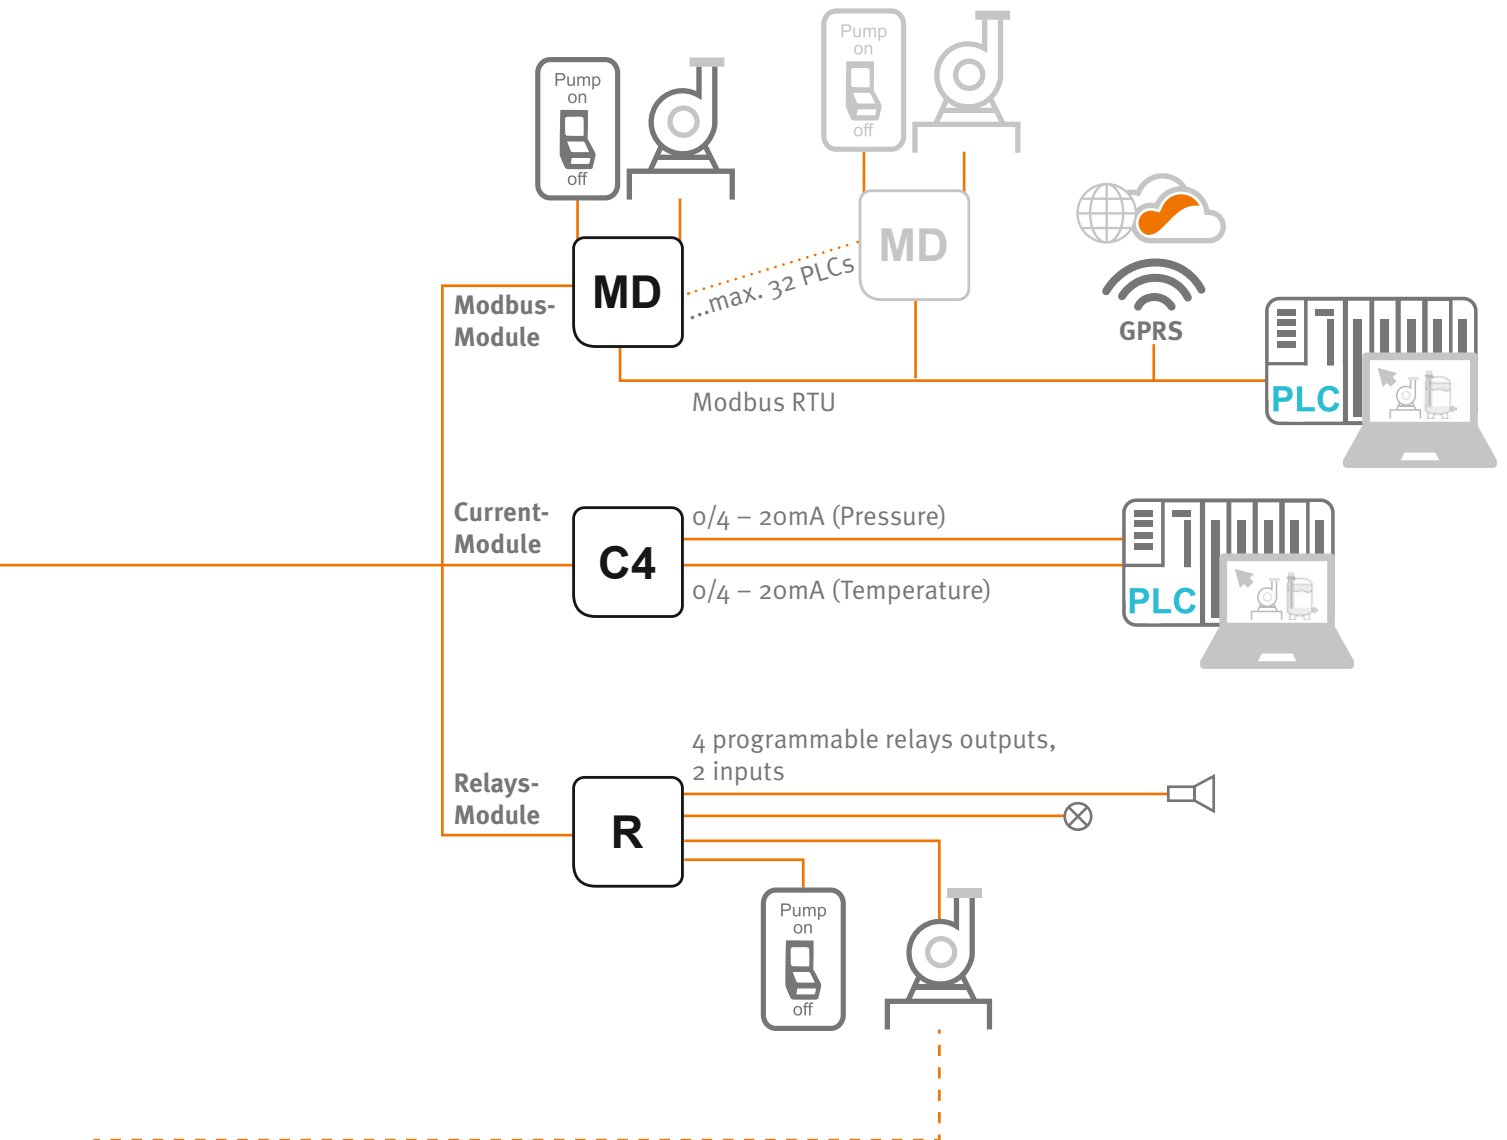 Pump
on
off
Pump
on
off
MD
MD
...max. 32 PLCs
Modbus-
Module
GPRS
PLC
Modbus RTU
Current-
Module
C4
0/4 – 20mA (Pressure)
0/4 – 20mA (Temperature)
PLC
Relays-
Module
R
4 programmable relays outputs,
2 inputs
Pump
on
off